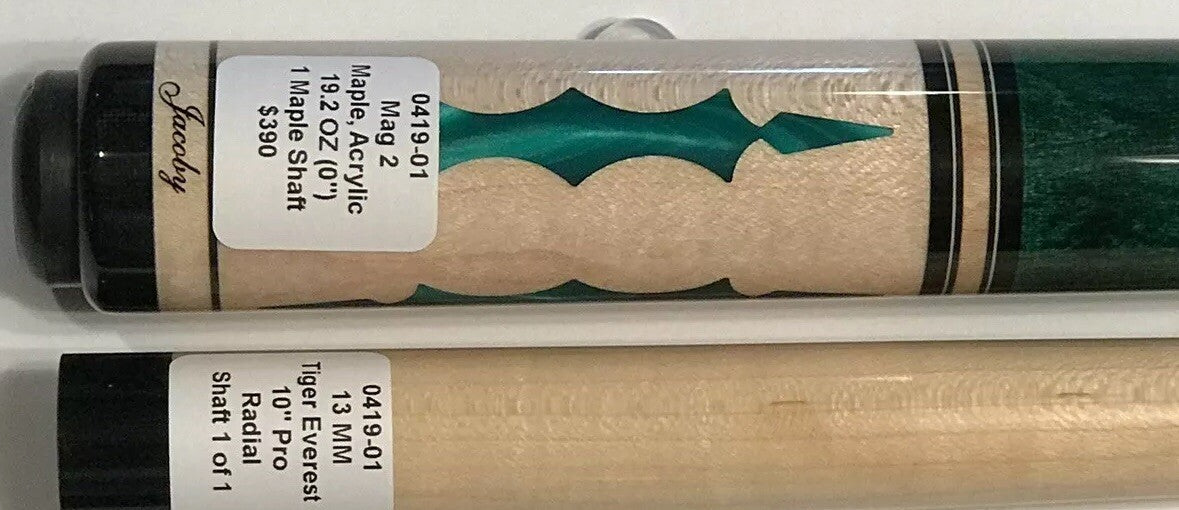 Jacoby
0419-01
Mag 2
Maple, Acrylic
19.2 OZ (0")
1 Maple Shaft
$390
0419-01
13 MM
Tiger Everest
10" Pro
Radial
Shaft 1 of 1